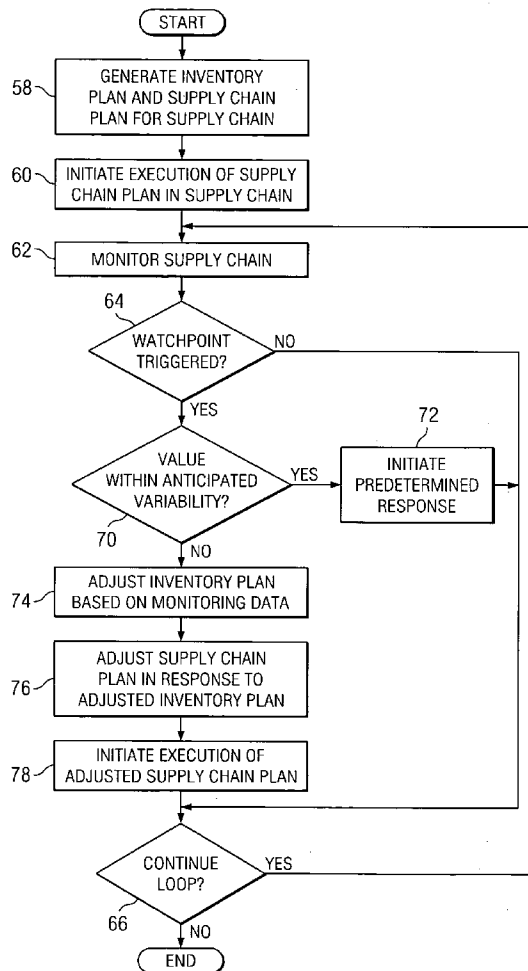 START
58
GENERATE INVENTORY
PLAN AND SUPPLY CHAIN
PLAN FOR SUPPLY CHAIN
60
INITIATE EXECUTION OF SUPPLY
CHAIN PLAN IN SUPPLY CHAIN
62
MONITOR SUPPLY CHAIN
64
WATCHPOINT
TRIGGERED?
NO
YES
72
VALUE
WITHIN ANTICIPATED
VARIABILITY?
YES
INITIATE
PREDETERMINED
RESPONSE
70
NO
74
ADJUST INVENTORY PLAN
BASED ON MONITORING DATA
76
ADJUST SUPPLY CHAIN
PLAN IN RESPONSE TO
ADJUSTED INVENTORY PLAN
78
INITIATE EXECUTION OF
ADJUSTED SUPPLY CHAIN PLAN
CONTINUE
LOOP?
YES
66
NO
END